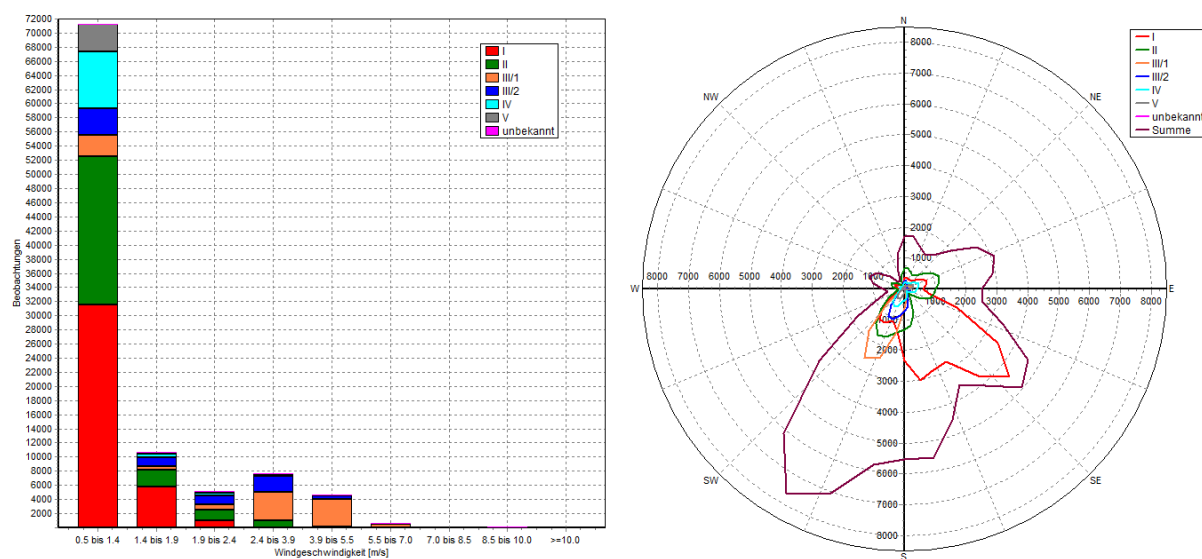 72000
70000
68000
66000
64000
62000
60000
58000
56000
54000
52000
50000
48000
46000
44000
42000
40000
38000
36000
34000
32000
30000
28000
26000
24000
22000
20000
18000
16000
14000
12000
10000
8000
6000
4000
2000
Beobachtungen
I
II
III/1
III/2
IV
V
unbekannt
0.5 bis 1.4 1.4 bis 1.9 1.9 bis 2.4 2.4 bis 3.9 3.9 bis 5.5 5.5 bis 7.0 7.0 bis 8.5 8.5 bis 10.0 >=10.0
Windgeschwindigkeit [m/s]
N
NE
E
SE
S
SW
W
NW
8000
7000
6000
5000
4000
3000
2000
1000
8000 7000 6000 5000 4000 3000 2000 1000
1000 2000 3000 4000 5000 6000 7000 8000
1000
2000
3000
4000
5000
6000
7000
8000
I
II
III/1
III/2
IV
V
unbekannt
Summe